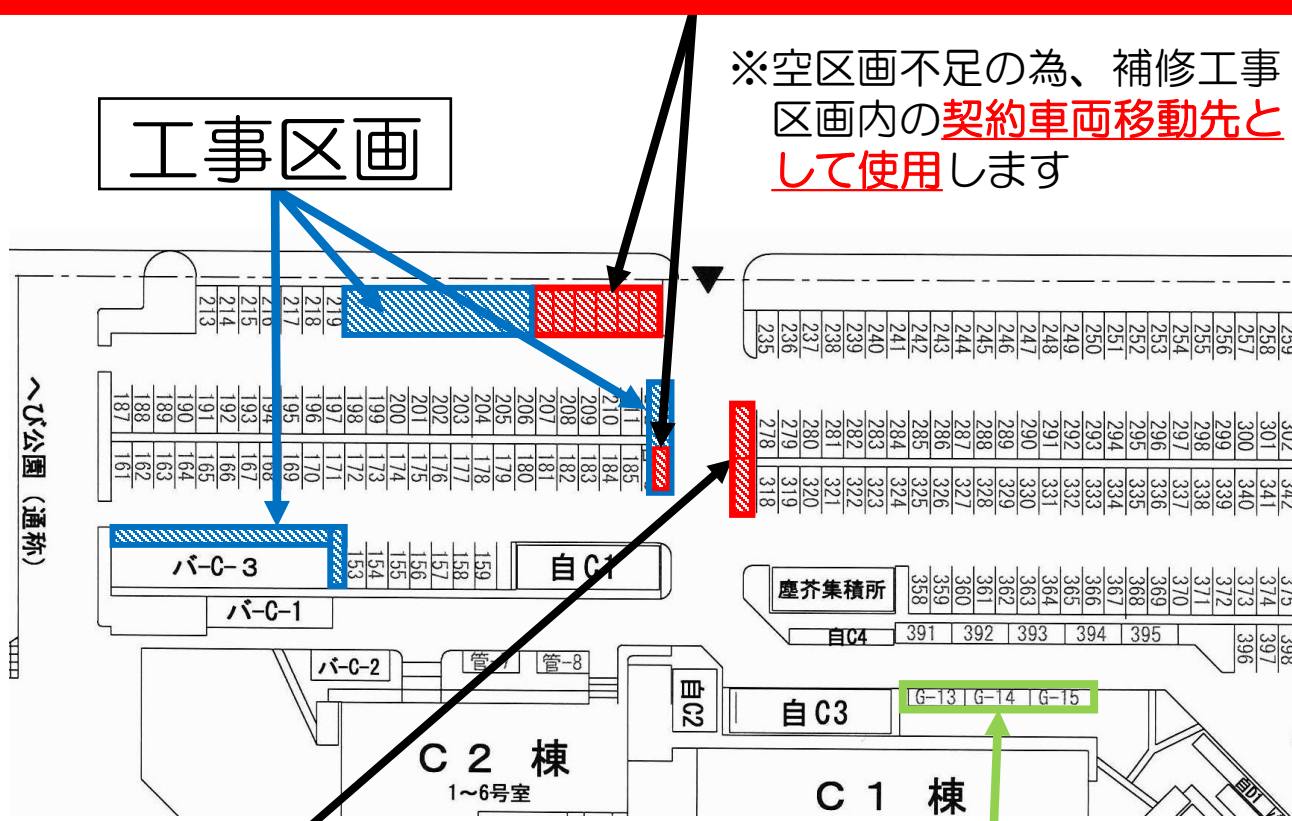 ※空区画不足の為、補修工事
区画内の契約車両移動先と
して使用します
工事区画
213 214 215 216 217 218 219
235 236 237 238 239 240 241 242 243 244 245 246 247 248 249 250 251 252 253 254 255 256 257 258 259
へび公園（通称）
187 188 189 190 191 192 193 194 195 196 197 198 199 200 201 202 203 204 205 206 207 208 209 210
161 162 163 164 165 166 167 168 169 170 171 172 173 174 175 176 177 178 179 180 181 182 183 184 185
278 279 280 281 282 283 284 285 286 287 288 289 290 291 292 293 294 295 296 297 298 299 300 301 302
318 319 320 321 322 323 324 325 326 327 328 329 330 331 332 333 334 335 336 337 338 339 340 341 342
バ-C-3
153 154 155 156 157 158 159
自C1
バ-C-1
塵芥集積所
358 359 360 361 362 363 364 365 366 367 368 369 370 371 372 373 374 375
自C4
391 392 393 394 395
396 397 398
バ-C-2
管-7
管-8
自C2
自C3
G-13 G-14 G-15
C2 棟
1～6号室
C1 棟
自D1